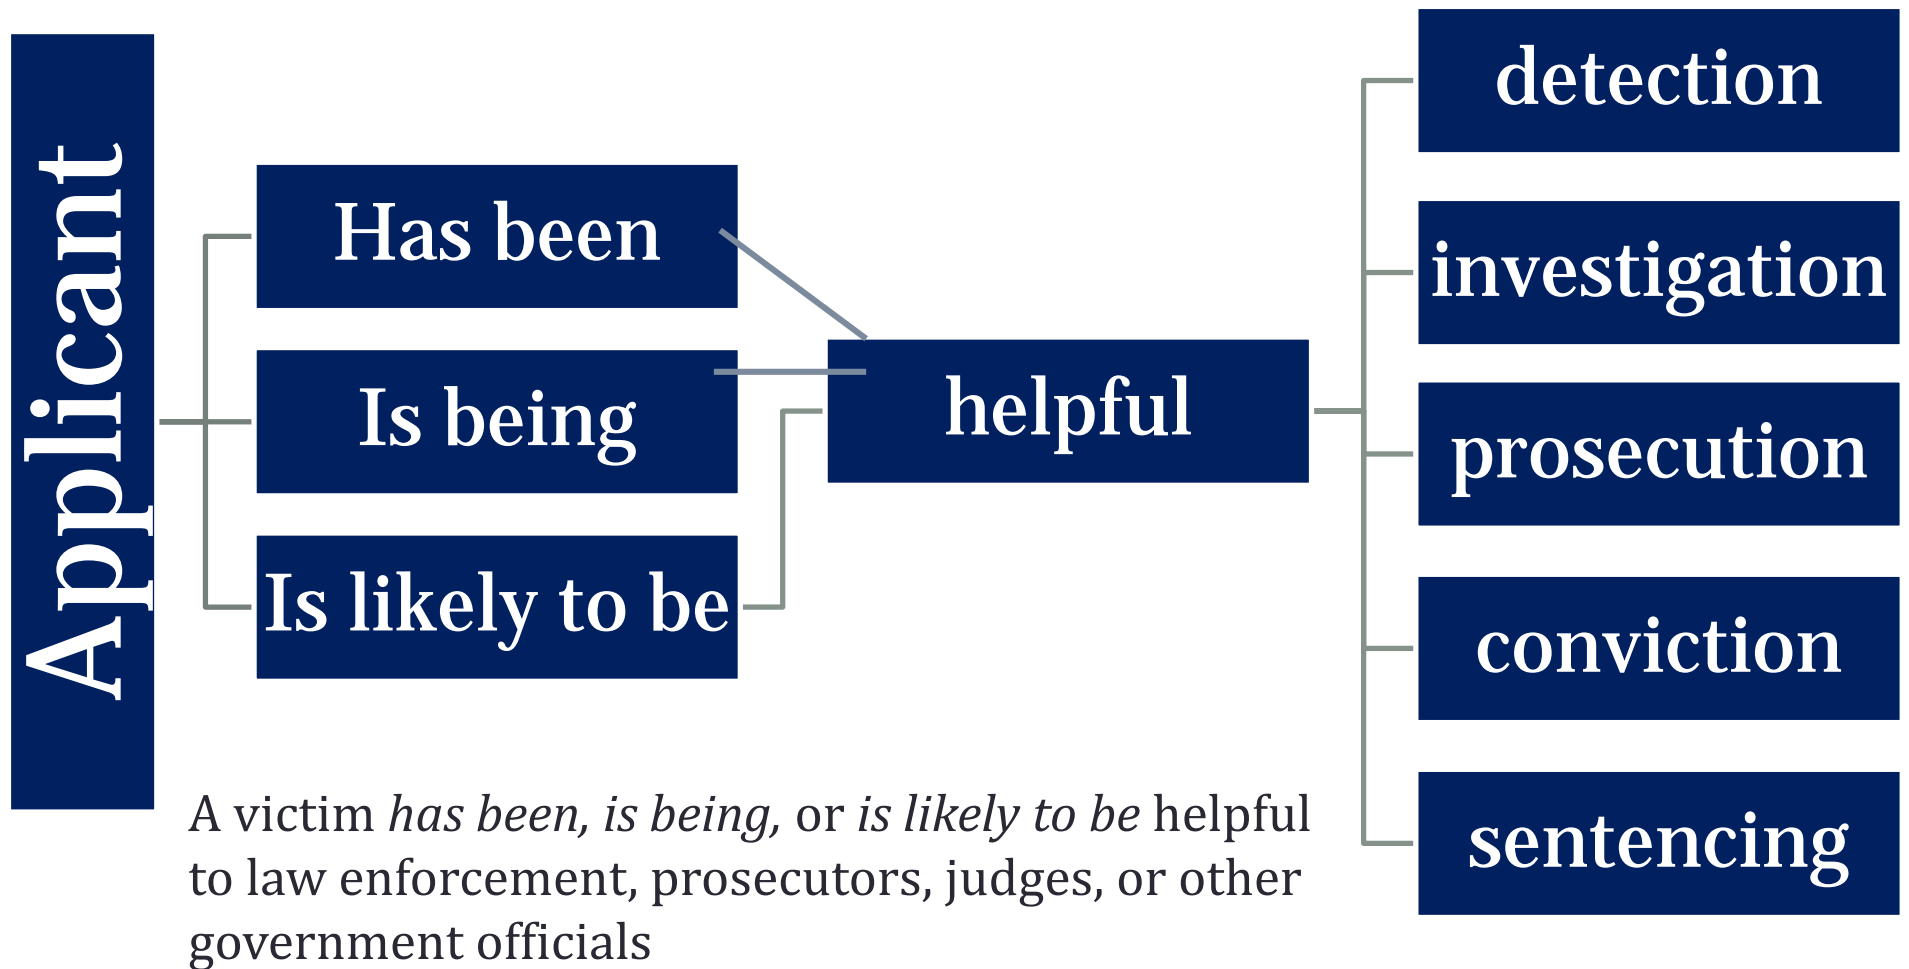 Applicant
Has been
Is being
Is likely to be
helpful
detection
investigation
prosecution
conviction
sentencing
A victim has been, is being, or is likely to be helpful
to law enforcement, prosecutors, judges, or other
government officials